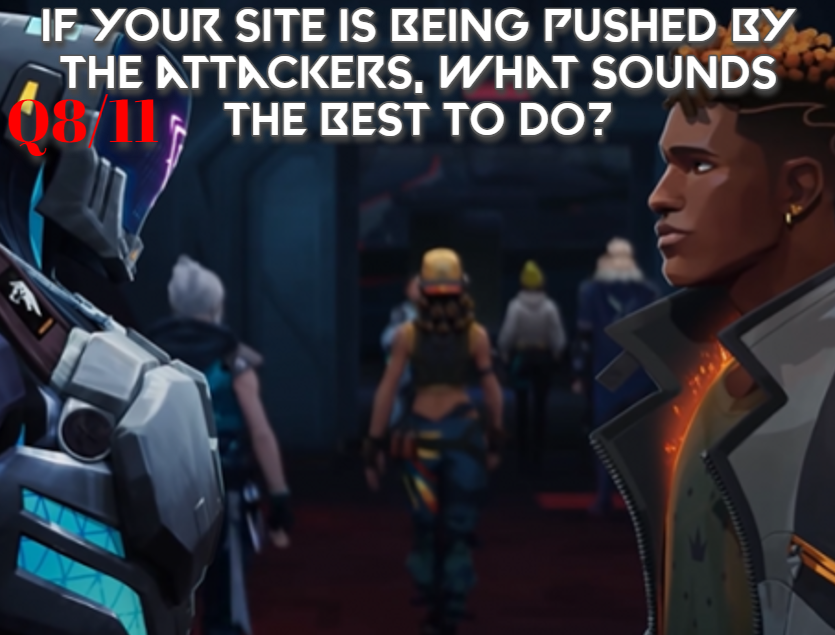 IF YOUR SITE IS BEING PUSHED BY
THE ATTACKERS, WHAT SOUNDS
Q8/11
THE BEST TO DO?